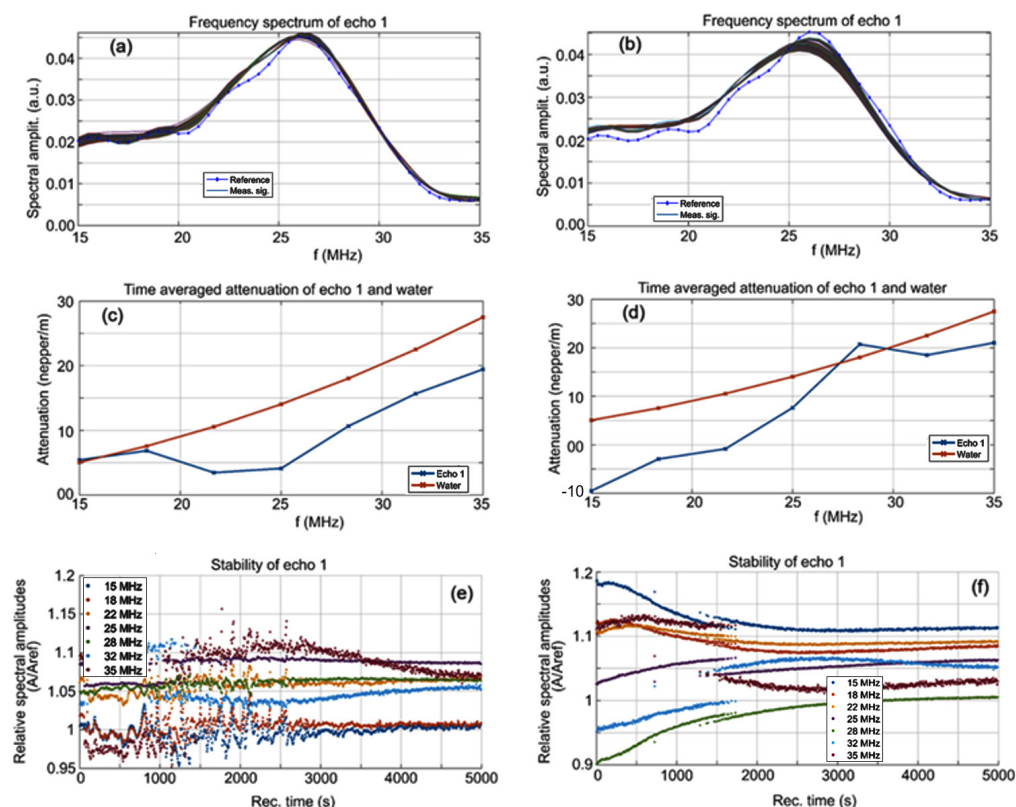 Frequency spectrum of echo 1
(a)
Spectral amplit. (a.u.)
0.04
0.03
0.02
0.01
0.00
Reference
Meas. sig.
15 20 25 30 35
f (MHz)
Frequency spectrum of echo 1
(b)
Spectral amplit. (a.u.)
0.04
0.03
0.02
0.01
0.00
Reference
Meas. sig.
15 20 25 30 35
f (MHz)
Time averaged attenuation of echo 1 and water
(c)
Attenuation (nepper/m)
30
20
10
00
Echo 1
Water
15 20 25 30 35
f (MHz)
Time averaged attenuation of echo 1 and water
(d)
Attenuation (nepper/m)
30
20
10
00
-10
Echo 1
Water
15 20 25 30 35
f (MHz)
Stability of echo 1
(e)
Relative spectral amplitudes
(A/Aref)
1.2
1.15
1.1
1.05
1
0.95
15 MHz
18 MHz
22 MHz
25 MHz
28 MHz
32 MHz
35 MHz
0 1000 2000 3000 4000 5000
Rec. time (s)
Stability of echo 1
(f)
Relative spectral amplitudes
(A/Aref)
1.2
1.1
1
0.9
15 MHz
18 MHz
22 MHz
25 MHz
28 MHz
32 MHz
35 MHz
0 1000 2000 3000 4000 5000
Rec. time (s)